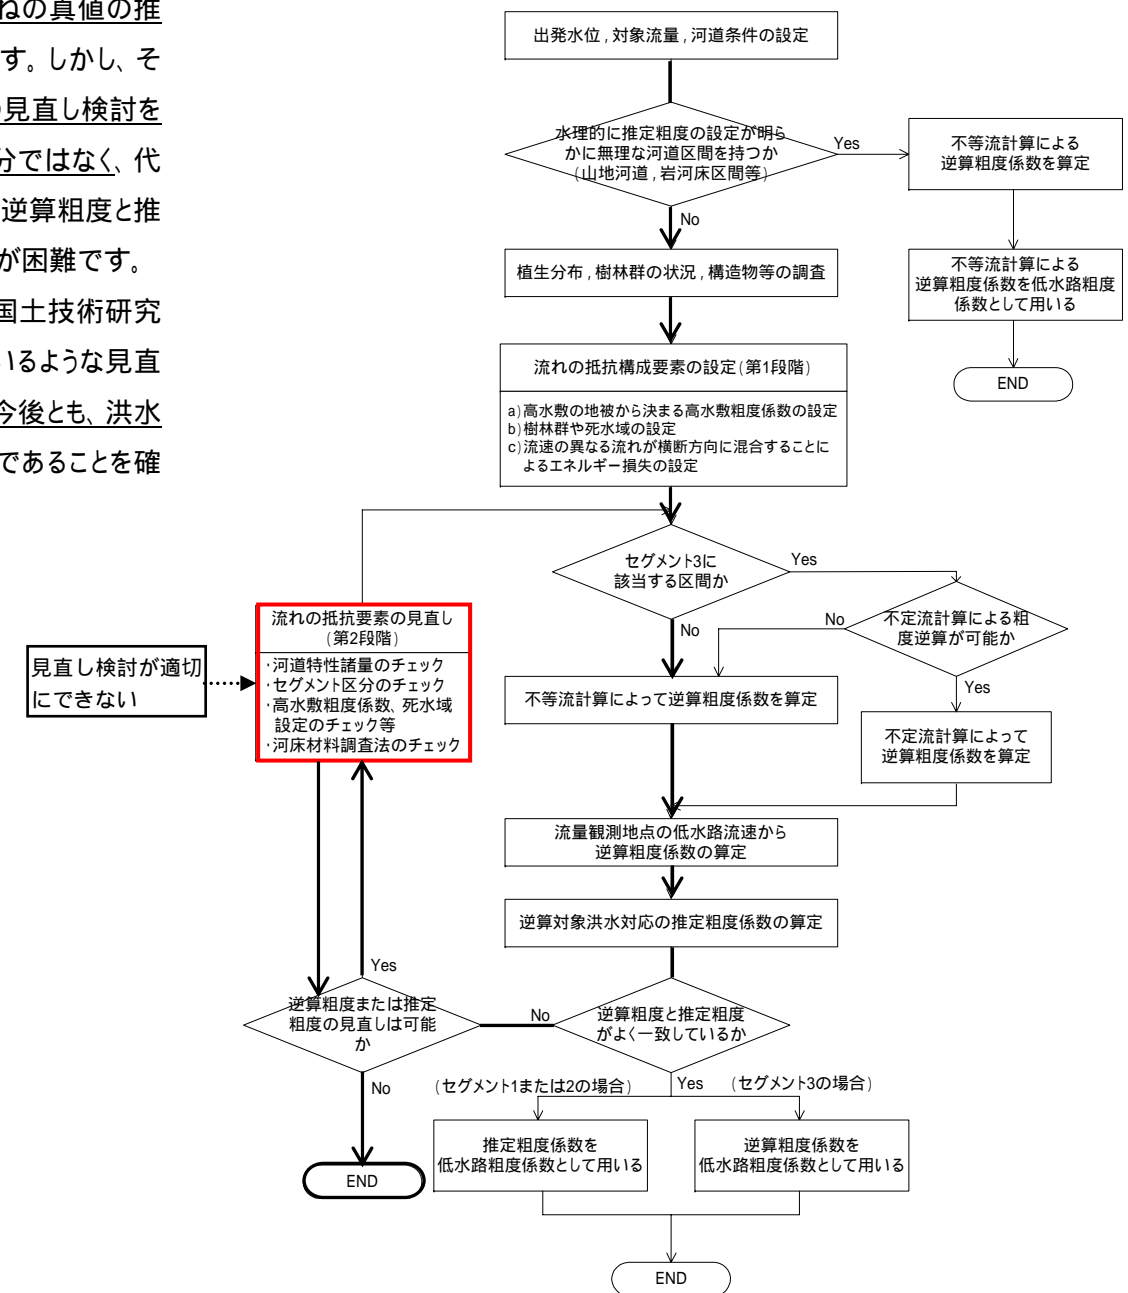 ねの真値の推
す。しかし、そ
の見直し検討を
分ではなく、代
逆算粗度と推
が困難です。
国土技術研究
いるような見直
今後とも、洪水
であることを確
出発水位,対象流量,河道条件の設定
水理的に推定粗度の設定が明ら
かに無理な河道区間を持つか
(山地河道,岩河床区間等)
Yes
不等流計算による
逆算粗度係数を算定
No
植生分布,樹林群の状況,構造物等の調査
不等流計算による
逆算粗度係数を低水路粗度
係数として用いる
END
流れの抵抗構成要素の設定(第1段階)
a)高水敷の地被から決まる高水敷粗度係数の設定
b)樹林群や死水域の設定
c)流速の異なる流れが横断方向に混合することに
よるエネルギー損失の設定
セグメント3に
該当する区間か
Yes
No
不定流計算による粗
度逆算が可能か
No
Yes
流れの抵抗要素の見直し
(第2段階)
・河道特性諸量のチェック
・セグメント区分のチェック
・高水敷粗度係数、死水域
設定のチェック等
・河床材料調査法のチェック
見直し検討が適切
にできない
不等流計算によって逆算粗度係数を算定
不定流計算によって
逆算粗度係数を算定
流量観測地点の低水路流速から
逆算粗度係数の算定
逆算対象洪水対応の推定粗度係数の算定
Yes
逆算粗度または推定
粗度の見直しは可能
か
No
逆算粗度と推定粗度
がよく一致しているか
No
(セグメント1または2の場合)
Yes
(セグメント3の場合)
推定粗度係数を
低水路粗度係数として用いる
逆算粗度係数を
低水路粗度係数として用いる
END
END